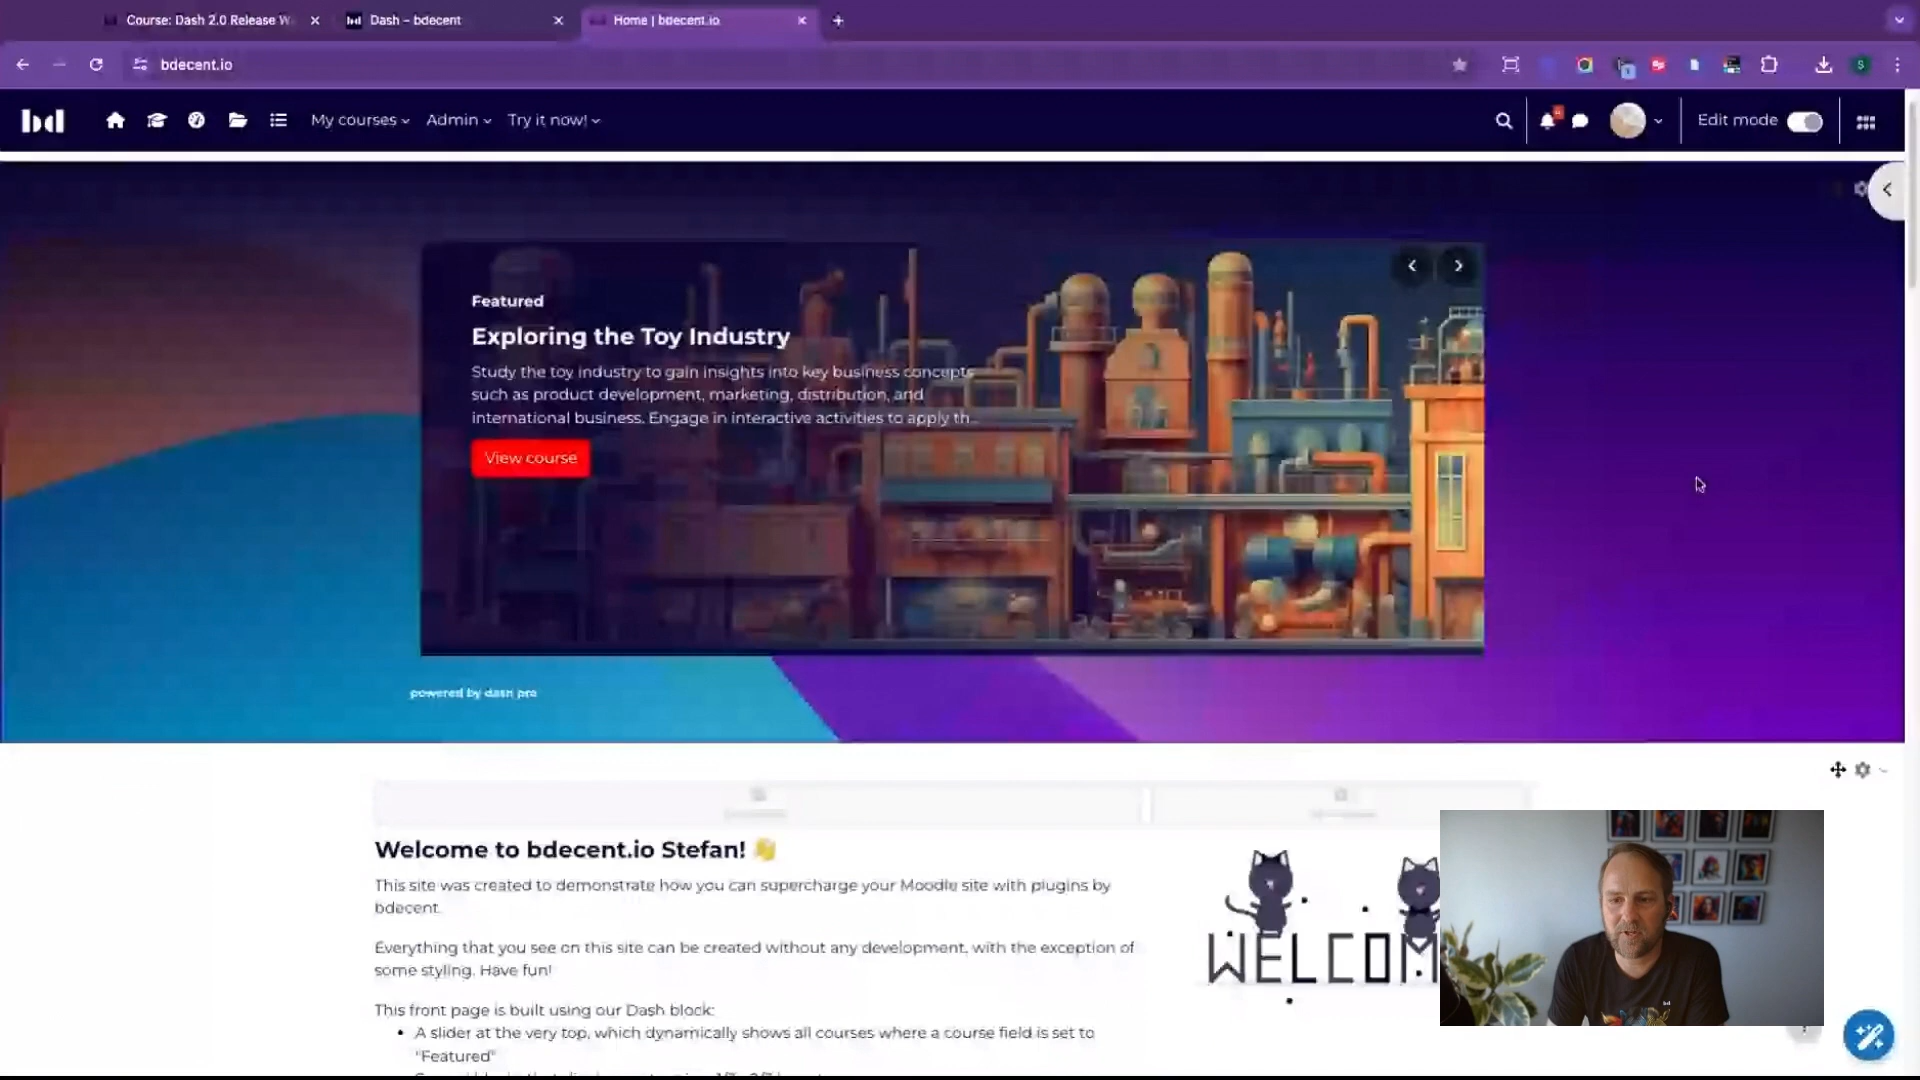 Course: Dash 2.0 Release W
Dash – bdecent
Home | bdecent.io
bdecent.io
bd
My courses
Admin
Try it now!
Edit mode
Featured
Exploring the Toy Industry
Study the toy industry to gain insights into key business concepts
such as product development, marketing, distribution, and
international business. Engage in interactive activities to apply th...
View course
powered by dash pro
Welcome to bdecent.io Stefan! 👋
This site was created to demonstrate how you can supercharge your Moodle site with plugins by
bdecent.
Everything that you see on this site can be created without any development, with the exception of
some styling. Have fun!
WELCOM
This front page is built using our Dash block:
• A slider at the very top, which dynamically shows all courses where a course field is set to
"Featured"